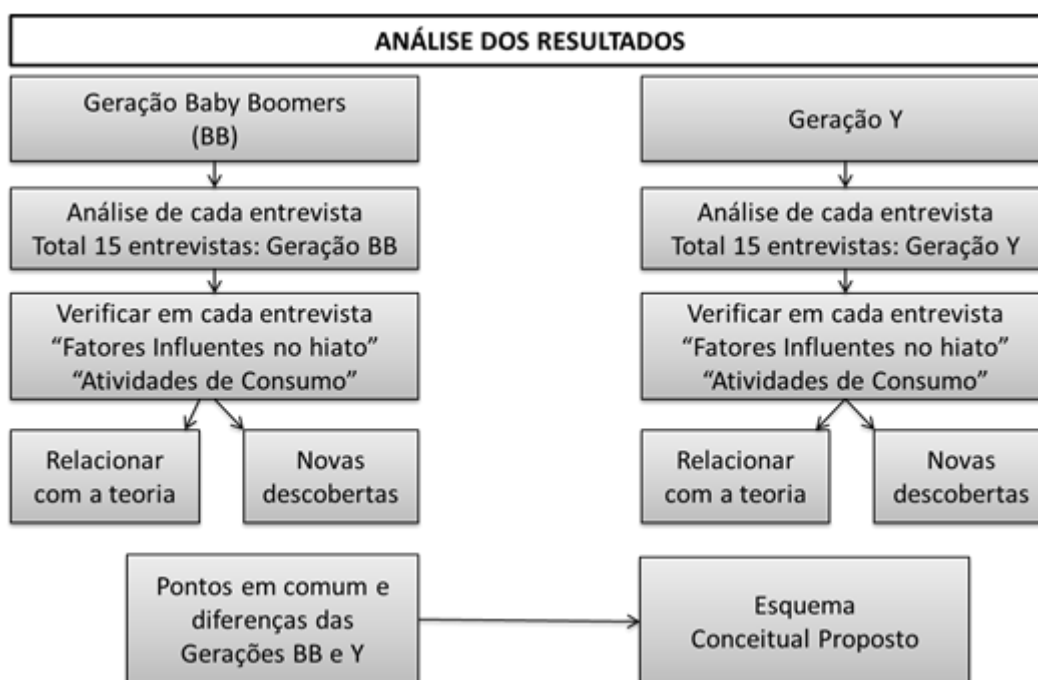 ANÁLISE DOS RESULTADOS
Geração Baby Boomers
(BB)
Geração Y
Análise de cada entrevista
Total 15 entrevistas: Geração BB
Análise de cada entrevista
Total 15 entrevistas: Geração Y
Verificar em cada entrevista
“Fatores Influentes no hiato”
“Atividades de Consumo”
Verificar em cada entrevista
“Fatores Influentes no hiato”
“Atividades de Consumo”
Relacionar
com a teoria
Novas
descobertas
Relacionar
com a teoria
Novas
descobertas
Pontos em comum e
diferenças das
Gerações BB e Y
Esquema
Conceitual Proposto